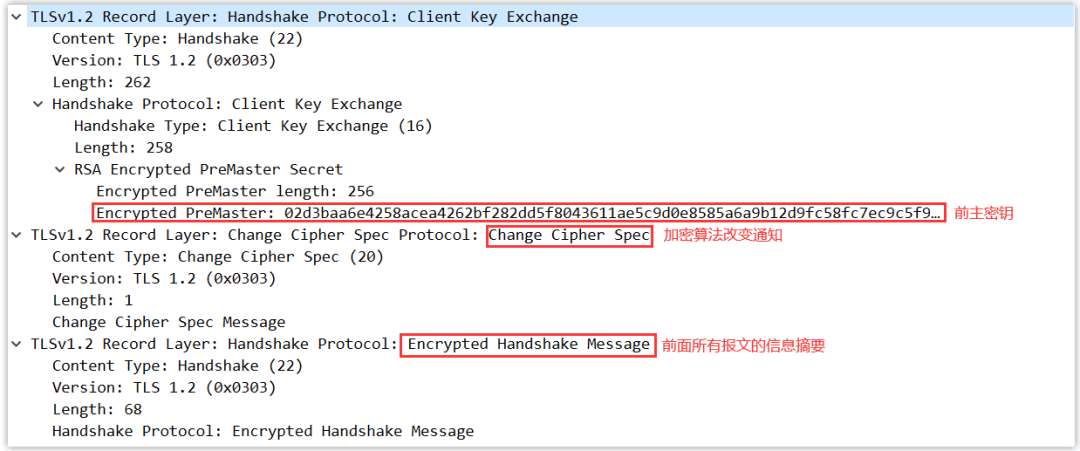 TLSv1.2 Record Layer: Handshake Protocol: Client Key Exchange
Content Type: Handshake (22)
Version: TLS 1.2 (0x0303)
Length: 262
Handshake Protocol: Client Key Exchange
Handshake Type: Client Key Exchange (16)
Length: 258
RSA Encrypted PreMaster Secret
Encrypted PreMaster length: 256
Encrypted PreMaster: 02d3baa6e4258acea4262bf282dd5f8043611ae5c9d0e8585a6a9b12d9fc58fc7ec9c5f9… 前主密钥
TLSv1.2 Record Layer: Change Cipher Spec Protocol: Change Cipher Spec 加密算法改变通知
Content Type: Change Cipher Spec (20)
Version: TLS 1.2 (0x0303)
Length: 1
Change Cipher Spec Message
TLSv1.2 Record Layer: Handshake Protocol: Encrypted Handshake Message 前面所有报文的信息摘要
Content Type: Handshake (22)
Version: TLS 1.2 (0x0303)
Length: 68
Handshake Protocol: Encrypted Handshake Message